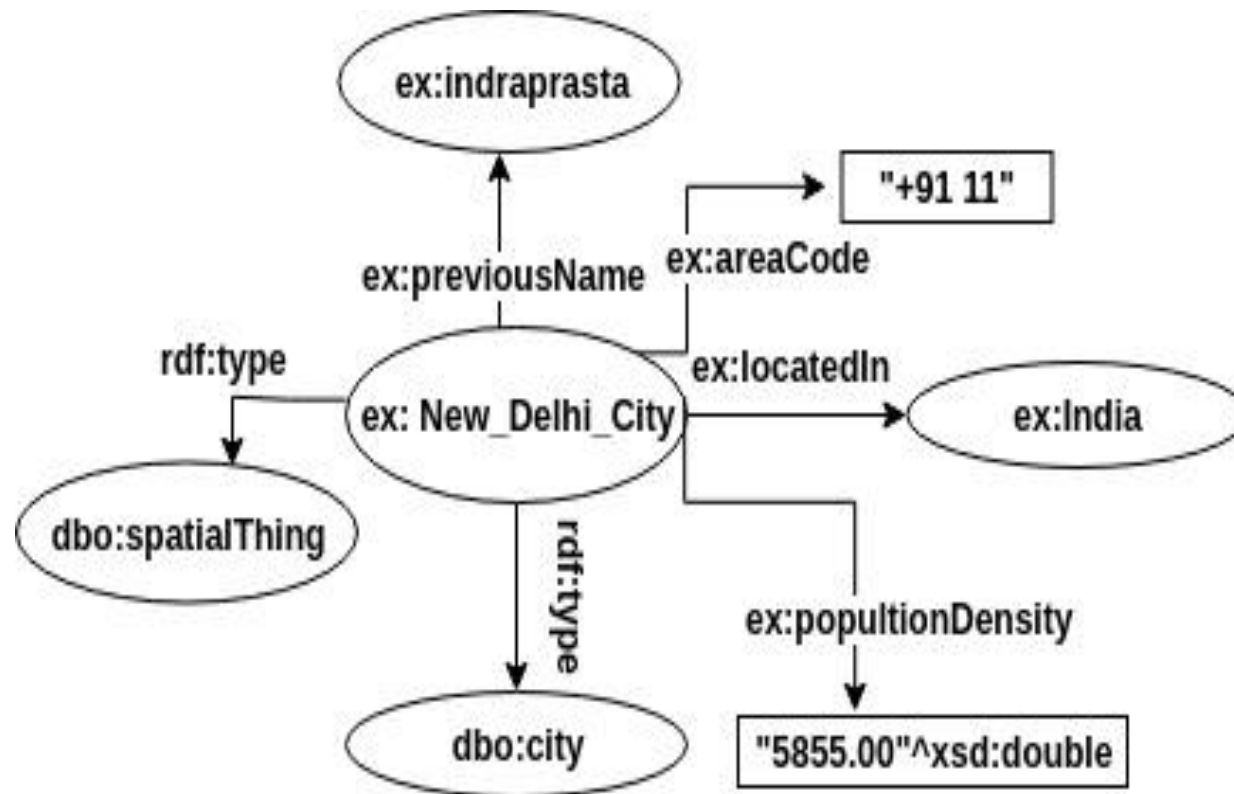 ex:indraprasta
"+91 11"
ex:areaCode
ex:previousName
rdf:type
ex:locatedIn
ex: New_Delhi_City
ex:India
dbo:spatialThing
rdf:type
ex:popultionDensity
dbo:city
"5855.00"^xsd:double